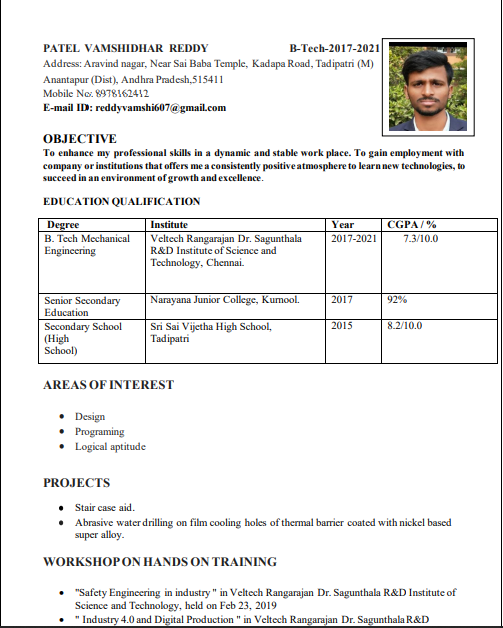 PATEL VAMSHIDHAR REDDY B-Tech-2017-2021
Address: Aravind nagar, Near Sai Baba Temple, Kadapa Road, Tadipatri (M)
Anantapur (Dist), Andhra Pradesh,515411
Mobile No: 8978162412
E-mail ID: reddyvamshi607@gmail.com
OBJECTIVE
To enhance my professional skills in a dynamic and stable work place. To gain employment with
company or institutions that offers me a consistently positive atmosphere to learn new technologies, to
succeed in an environment of growth and excellence.
EDUCATION QUALIFICATION
Degree Institute Year CGPA / %
B. Tech Mechanical Veltech Rangarajan Dr. Sagunthala 2017-2021 7.3/10.0
Engineering R&D Institute of Science and
Technology, Chennai.
Senior Secondary Narayana Junior College, Kurnool. 2017 92%
Education
Secondary School Sri Sai Vijetha High School, 2015 8.2/10.0
(High Tadipatri
School)
AREAS OF INTEREST
• Design
• Programing
• Logical aptitude
PROJECTS
• Stair case aid.
• Abrasive water drilling on film cooling holes of thermal barrier coated with nickel based
super alloy.
WORKSHOP ON HANDS ON TRAINING
• "Safety Engineering in industry " in Veltech Rangarajan Dr. Sagunthala R&D Institute of
Science and Technology, held on Feb 23, 2019
• " Industry 4.0 and Digital Production " in Veltech Rangarajan Dr. Sagunthala R&D